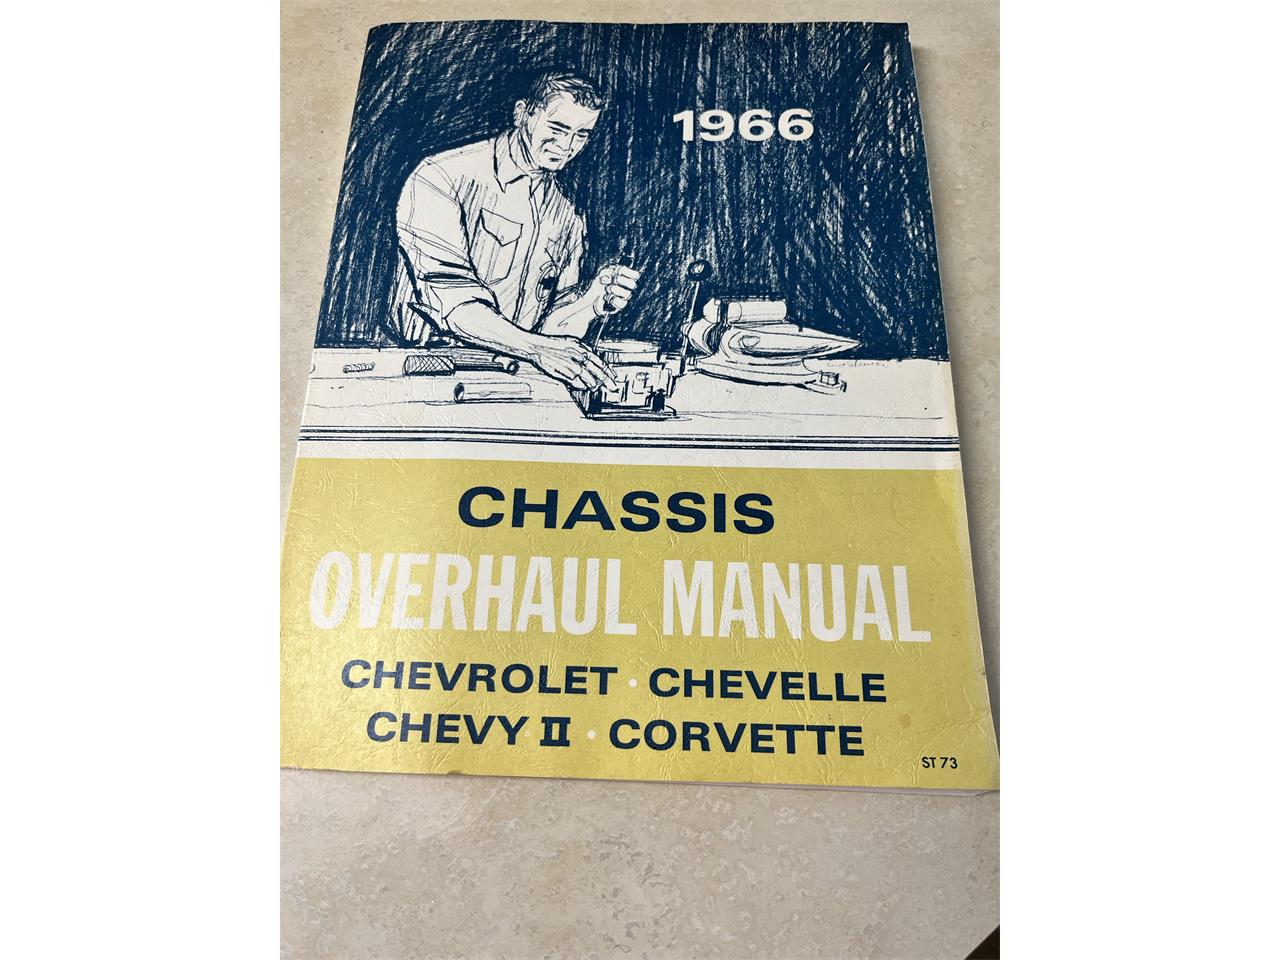 1966
CHASSIS
OVERHAUL MANUAL
CHEVROLET • CHEVELLE
CHEVY II • CORVETTE
ST 73